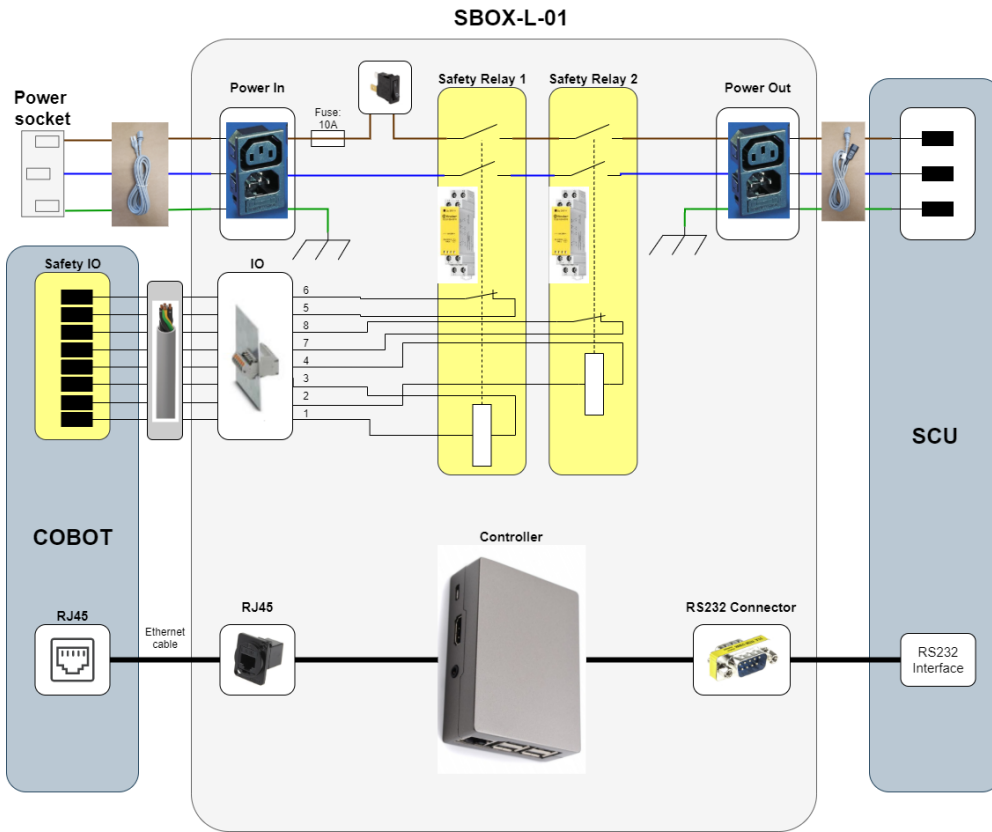 SBOX-L-01
Power
socket
Power In
Fuse:
10A
Safety Relay 1
Safety Relay 2
Power Out
Safety IO
IO
6
5
8
7
4
3
2
1
SCU
COBOT
Controller
RJ45
Ethernet
cable
RJ45
RS232 Connector
RS232
Interface